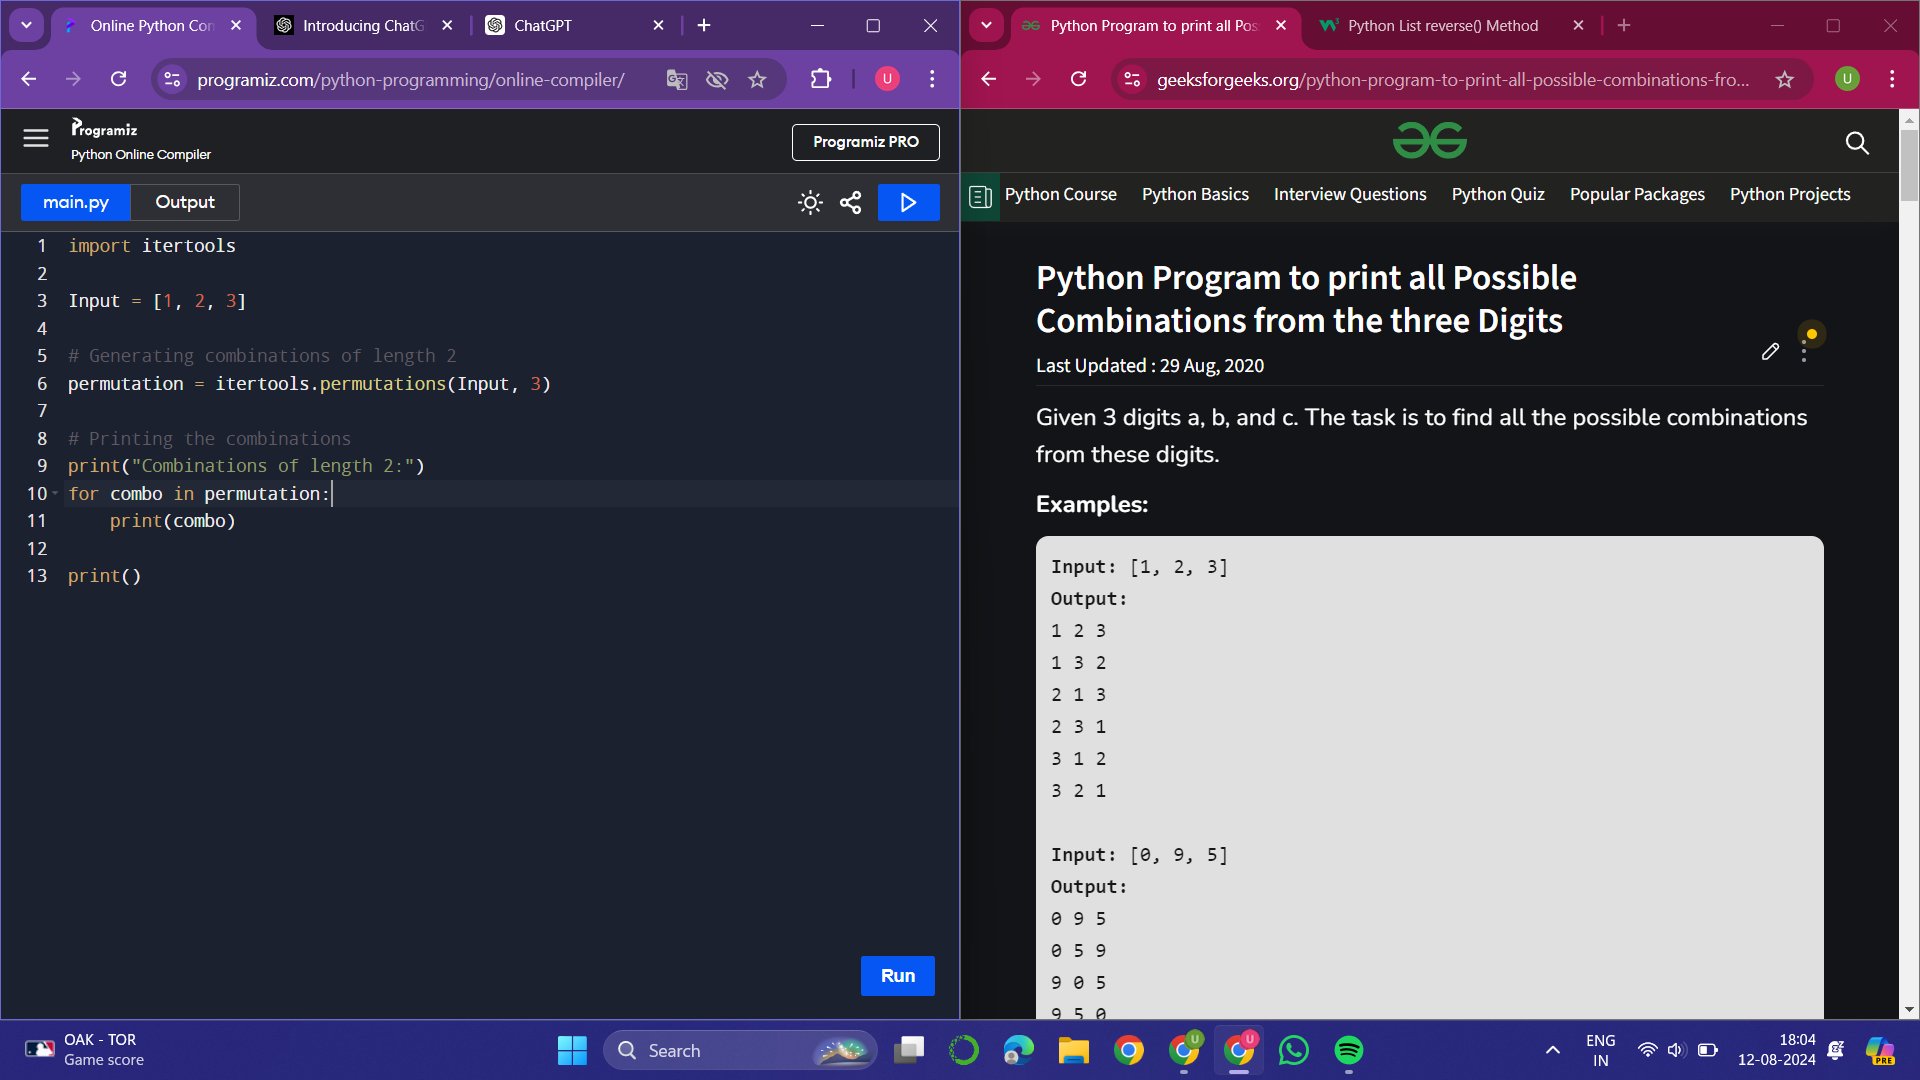 Online Python Con
Introducing ChatG
ChatGPT
programiz.com/python-programming/online-compiler/
U
Programiz
Python Online Compiler
Programiz PRO
main.py
Output
1 import itertools
2
3 Input = [1, 2, 3]
4
5 # Generating combinations of length 2
6 permutation = itertools.permutations(Input, 3)
7
8 # Printing the combinations
9 print("Combinations of length 2:")
10 for combo in permutation:
11     print(combo)
12
13 print()
Run
Python Program to print all Pos
Python List reverse() Method
geeksforgeeks.org/python-program-to-print-all-possible-combinations-fro...
U
Python Course
Python Basics
Interview Questions
Python Quiz
Popular Packages
Python Projects
Python Program to print all Possible
Combinations from the three Digits
Last Updated : 29 Aug, 2020
Given 3 digits a, b, and c. The task is to find all the possible combinations
from these digits.
Examples:
Input: [1, 2, 3]
Output:
1 2 3
1 3 2
2 1 3
2 3 1
3 1 2
3 2 1
Input: [0, 9, 5]
Output:
0 9 5
0 5 9
9 0 5
9 5 0
OAK - TOR
Game score
Search
U
U
ENG
IN
18:04
12-08-2024
PRE